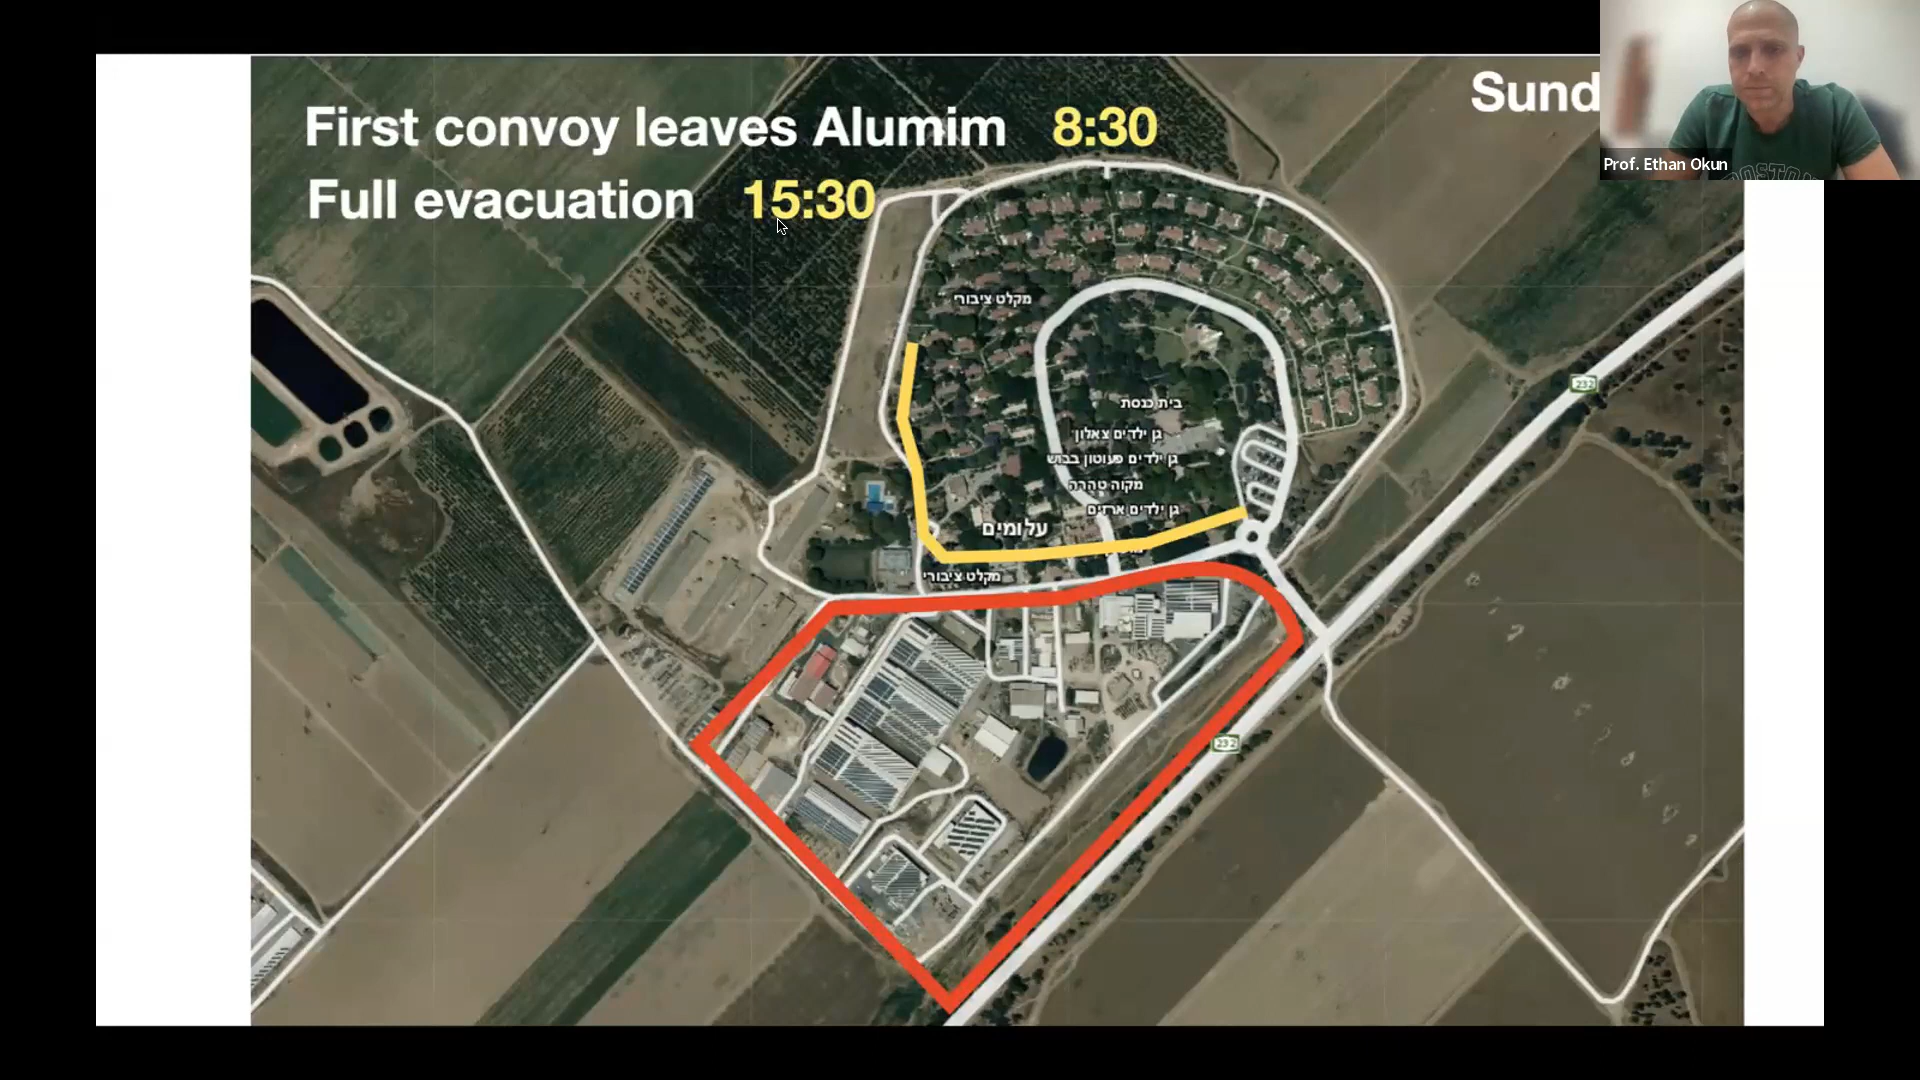 First convoy leaves Alumim 8:30
Sund
Full evacuation 15:30
Prof. Ethan Okun
מקלט ציבורי
232
בית כנסת
גן ילדים צאלון
גן ילדים פעוטון בבוש
מקוה טהרה
גן ילדים ארזים
עלומים
מקלט ציבורי
232